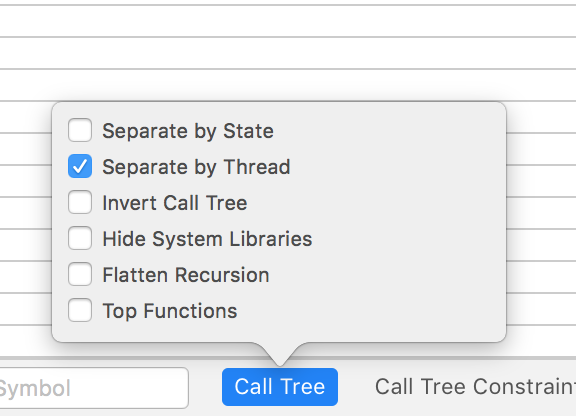 Separate by State
Separate by Thread
Invert Call Tree
Hide System Libraries
Flatten Recursion
Top Functions
Symbol Call Tree Call Tree Constraint